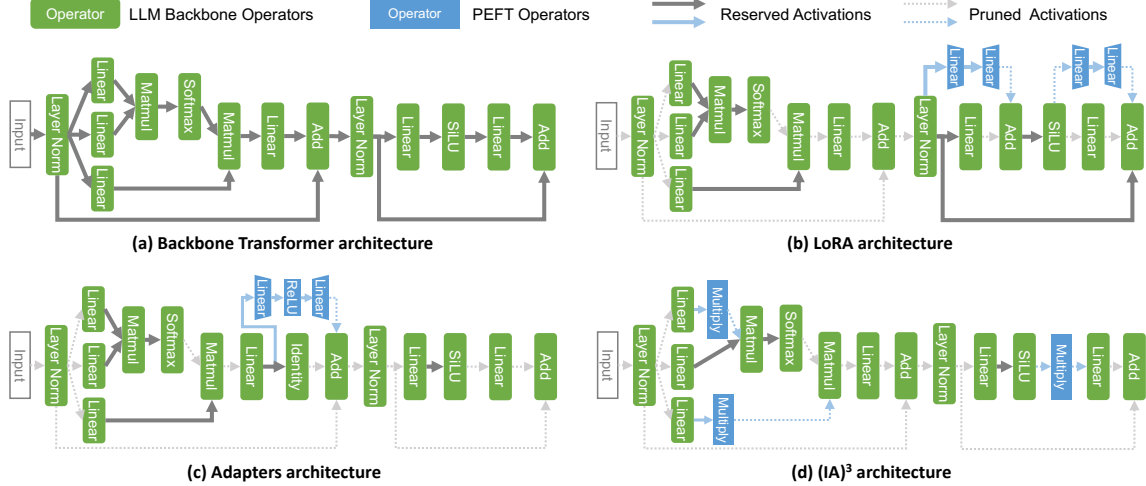 Operator LLM Backbone Operators Operator PEFT Operators Reserved Activations Pruned Activations
Input
Layer Norm
Linear
Linear
Linear
Matmul
Softmax
Matmul
Linear
Add
Layer Norm
Linear
SiLU
Linear
Add
(a) Backbone Transformer architecture
Input
Layer Norm
Linear
Linear
Linear
Matmul
Softmax
Matmul
Linear
Add
Layer Norm
Linear
Linear
Linear
Add
SiLU
Linear
Linear
Linear
Add
(b) LoRA architecture
Input
Layer Norm
Linear
Linear
Linear
Matmul
Softmax
Matmul
Linear
Linear
ReLU
Linear
Identity
Add
Layer Norm
Linear
SiLU
Linear
Add
(c) Adapters architecture
Input
Layer Norm
Linear
Linear
Linear
Multiply
Multiply
Matmul
Softmax
Matmul
Linear
Add
Layer Norm
Linear
SiLU
Multiply
Linear
Add
(d) (IA)³ architecture